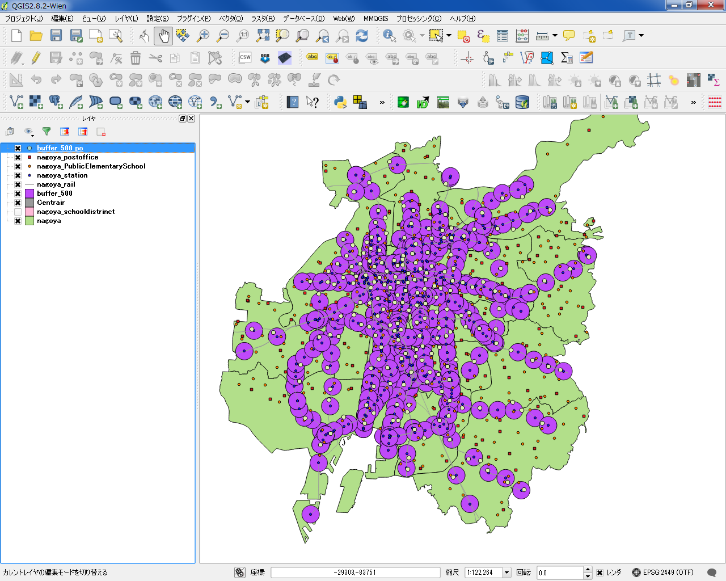 QGIS2.8.2-Wien
プロジェクト(J) 編集(E) ビュー(V) レイヤ(L) 設定(S) プラグイン(P) ベクタ(O) ラスタ(R) データベース(D) Web(W) MMQGIS プロセッシング(C) ヘルプ(H)
CSW
レイヤ
buffer_500_po
nagoya_postoffice
nagoya_PublicElementarySchool
nagoya_station
nagoya_rail
buffer_500
Centrair
nagoya_schooldistrinct
nagoya
カレントレイヤの編集モードを切り替える 座標 縮尺 1:122,264 回転 0.0 レンダ EPSG:2449 (OTF)